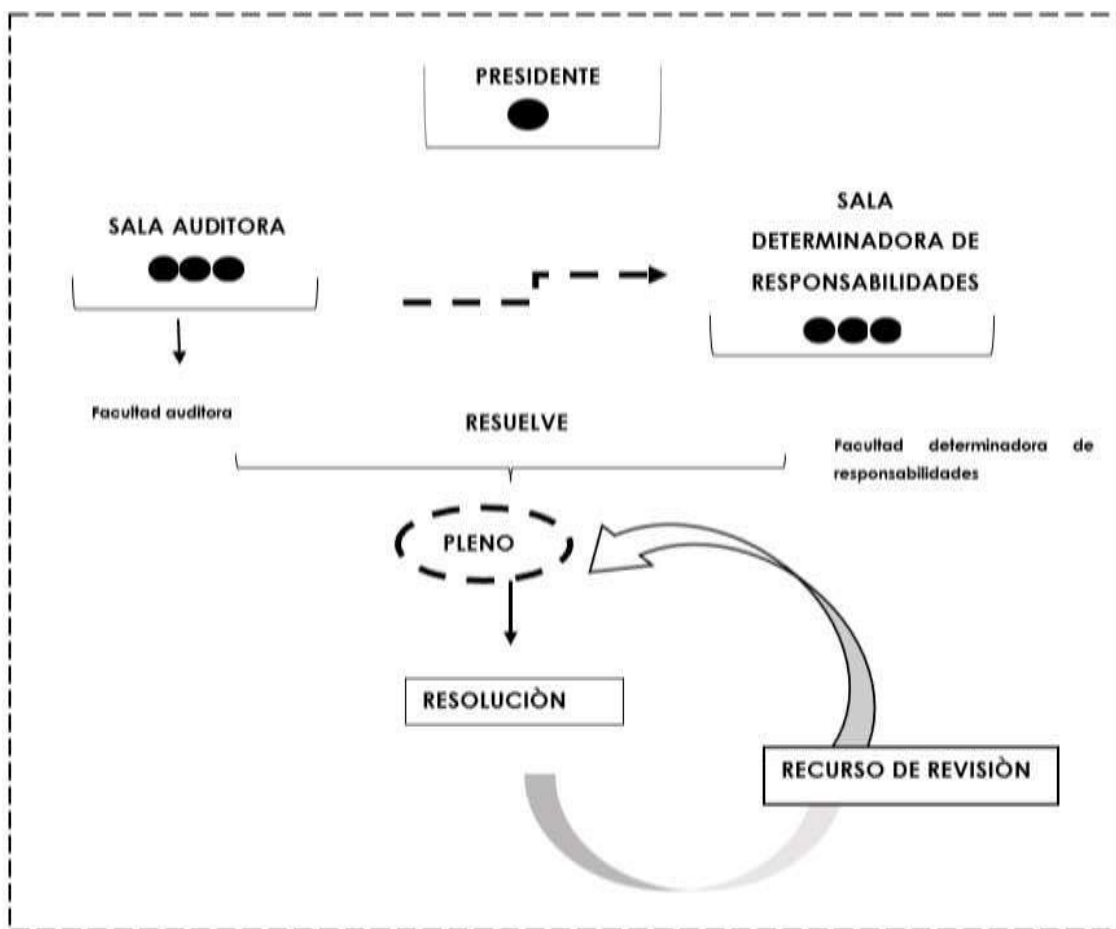 PRESIDENTE
SALA AUDITORA
SALA
DETERMINADORA DE
RESPONSABILIDADES
Facultad auditora
RESUELVE
Facultad determinadora de
responsabilidades
PLENO
RESOLUCIÒN
RECURSO DE REVISIÒN